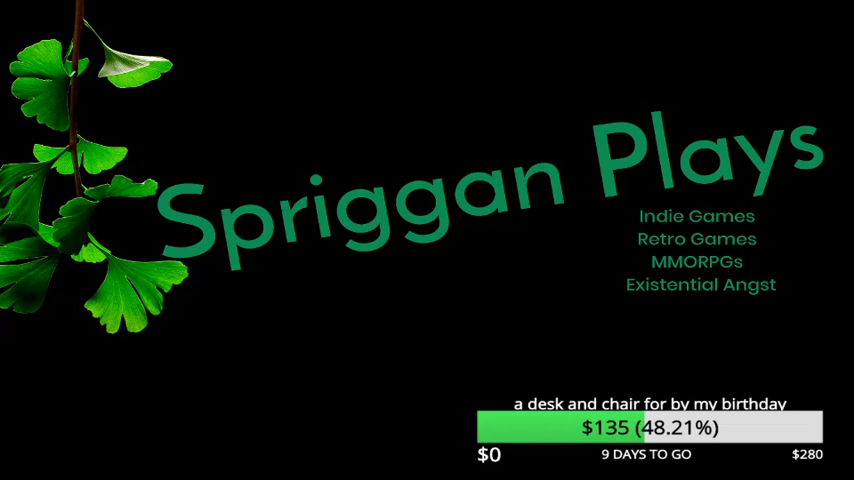 Spriggan Plays
Indie Games
Retro Games
MMORPGs
Existential Angst
a desk and chair for by my birthday
$135 (48.21%)
$0 9 DAYS TO GO $280